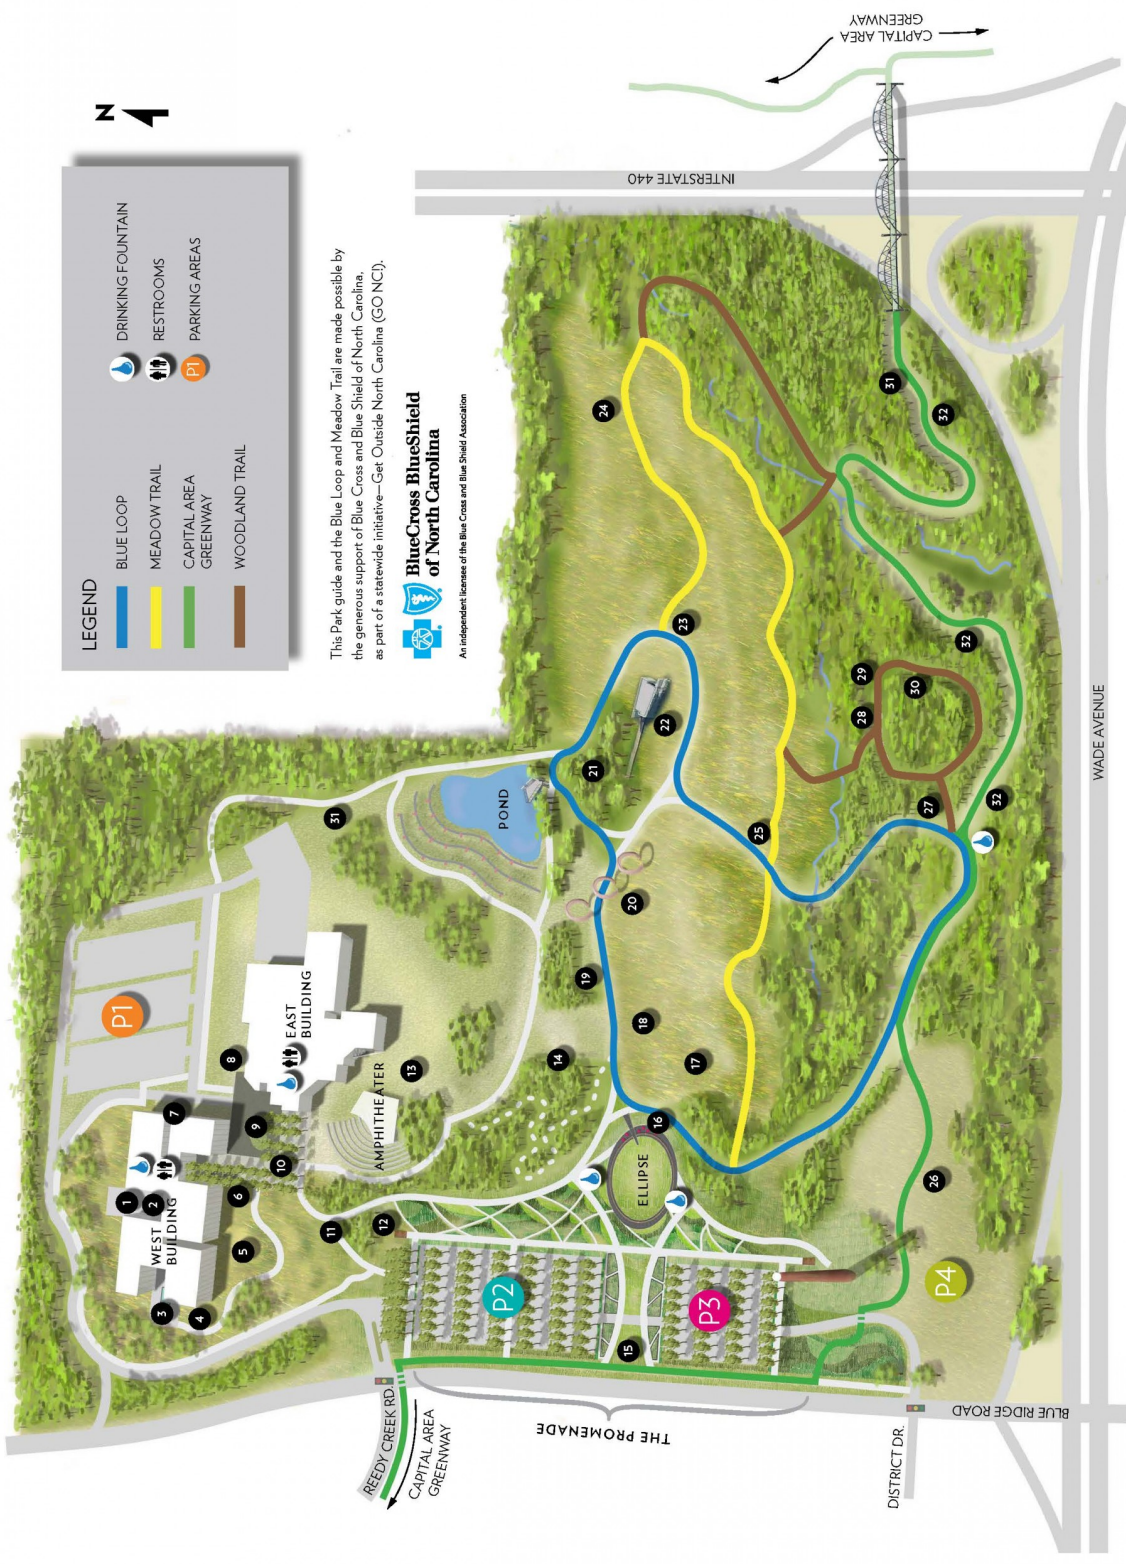 N
LEGEND
BLUE LOOP
MEADOW TRAIL
CAPITAL AREA
GREENWAY
WOODLAND TRAIL
DRINKING FOUNTAIN
RESTROOMS
P1
PARKING AREAS
This Park guide and the Blue Loop and Meadow Trail are made possible by
the generous support of Blue Cross and Blue Shield of North Carolina,
as part of a statewide initiative—Get Outside North Carolina (GO NC!).
BlueCross BlueShield
of North Carolina
An independent licensee of the Blue Cross and Blue Shield Association
P1
WEST
BUILDING
EAST
BUILDING
AMPHITHEATER
POND
ELLIPSE
P2
P3
P4
THE PROMENADE
REEDY CREEK RD.
CAPITAL AREA
GREENWAY
DISTRICT DR.
BLUE RIDGE ROAD
WADE AVENUE
INTERSTATE 440
CAPITAL AREA
GREENWAY
1
2
3
4
5
6
7
8
9
10
11
12
13
14
15
16
17
18
19
20
21
22
23
24
25
26
27
28
29
30
31
31
32
32
32